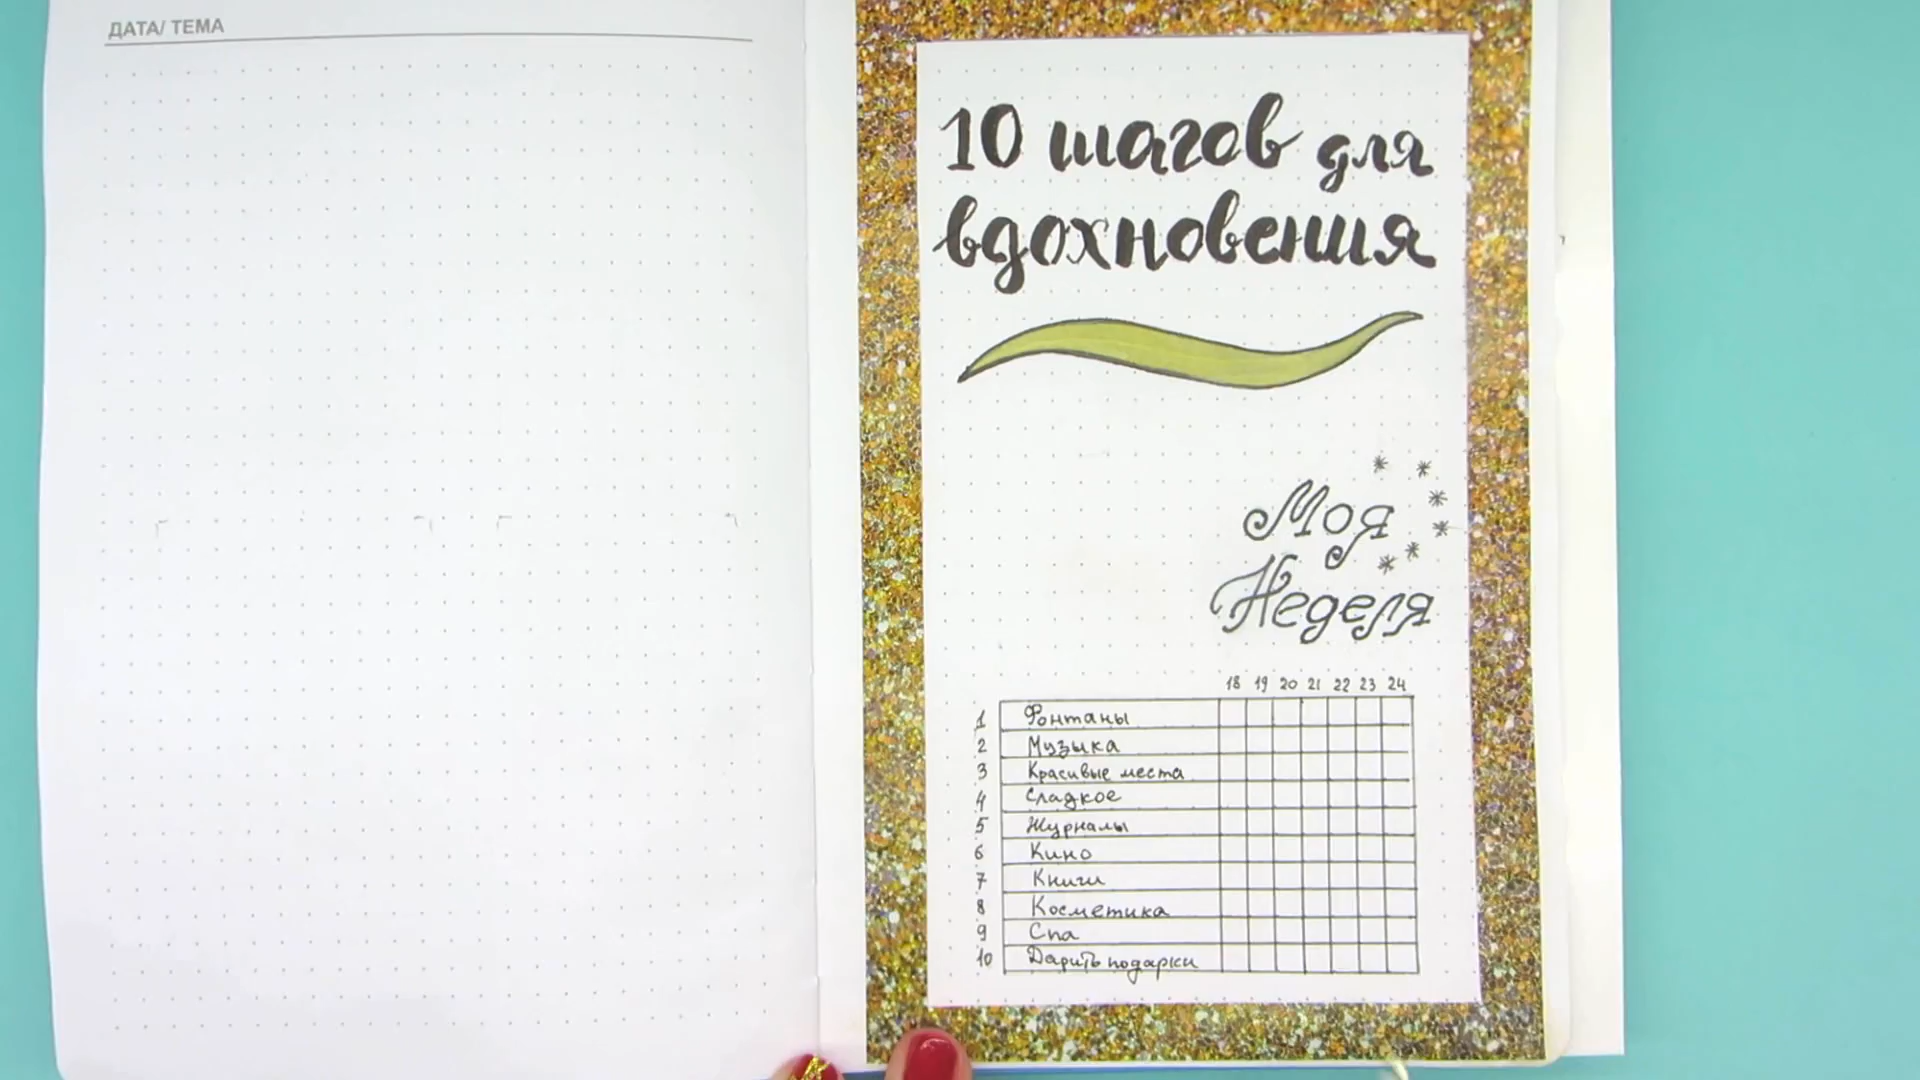 ДАТА/ ТЕМА
10 шагов для
вдохновения
Моя
Неделя
18 19 20 21 22 23 24
1 Фонтаны
2 Музыка
3 Красивые места
4 Сладкое
5 Журналы
6 Кино
7 Книги
8 Косметика
9 Спа
10 Дарить подарки